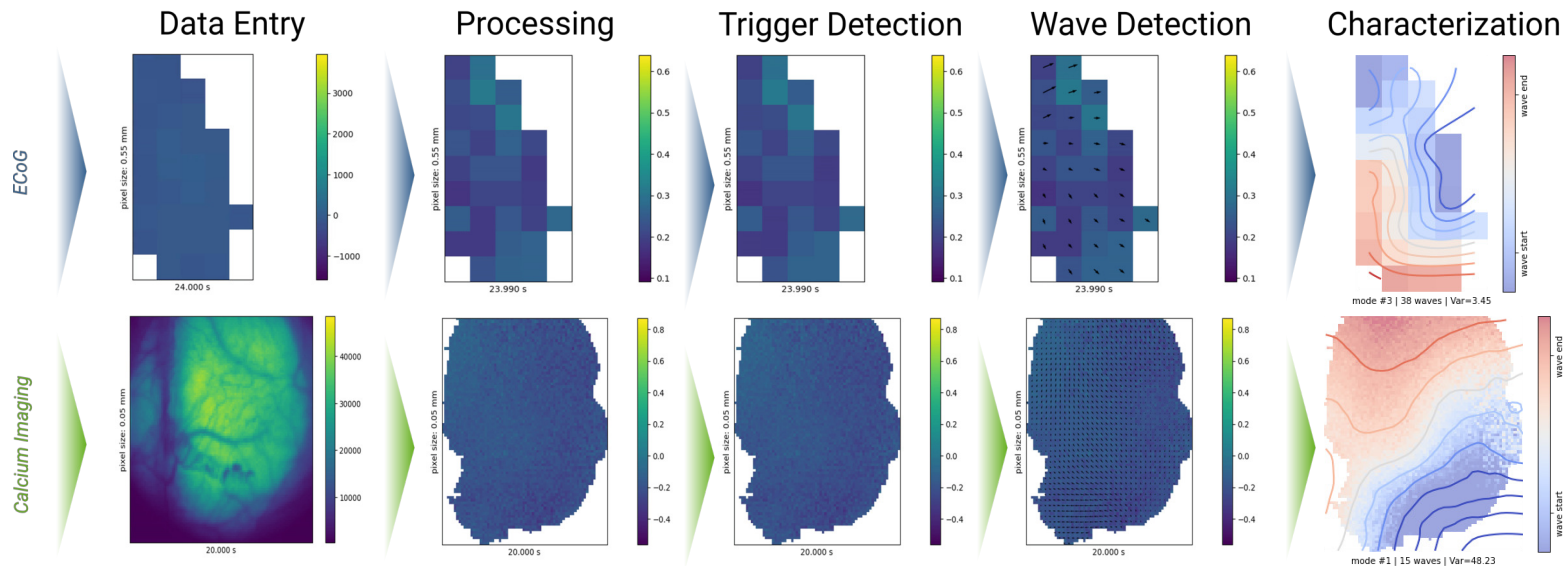 Data Entry
Processing
Trigger Detection
Wave Detection
Characterization
ECoG
pixel size: 0.55 mm
3000
2000
1000
0
−1000
24.000 s
pixel size: 0.55 mm
0.6
0.5
0.4
0.3
0.2
0.1
23.990 s
pixel size: 0.55 mm
0.6
0.5
0.4
0.3
0.2
0.1
23.990 s
pixel size: 0.55 mm
0.6
0.5
0.4
0.3
0.2
0.1
23.990 s
wave end
wave start
mode #3 | 38 waves | Var=3.45
Calcium Imaging
pixel size: 0.05 mm
40000
30000
20000
10000
20.000 s
pixel size: 0.05 mm
0.8
0.6
0.4
0.2
0.0
−0.2
−0.4
20.000 s
pixel size: 0.05 mm
0.8
0.6
0.4
0.2
0.0
−0.2
−0.4
20.000 s
pixel size: 0.05 mm
0.8
0.6
0.4
0.2
0.0
−0.2
−0.4
20.000 s
wave end
wave start
mode #1 | 15 waves | Var=48.23